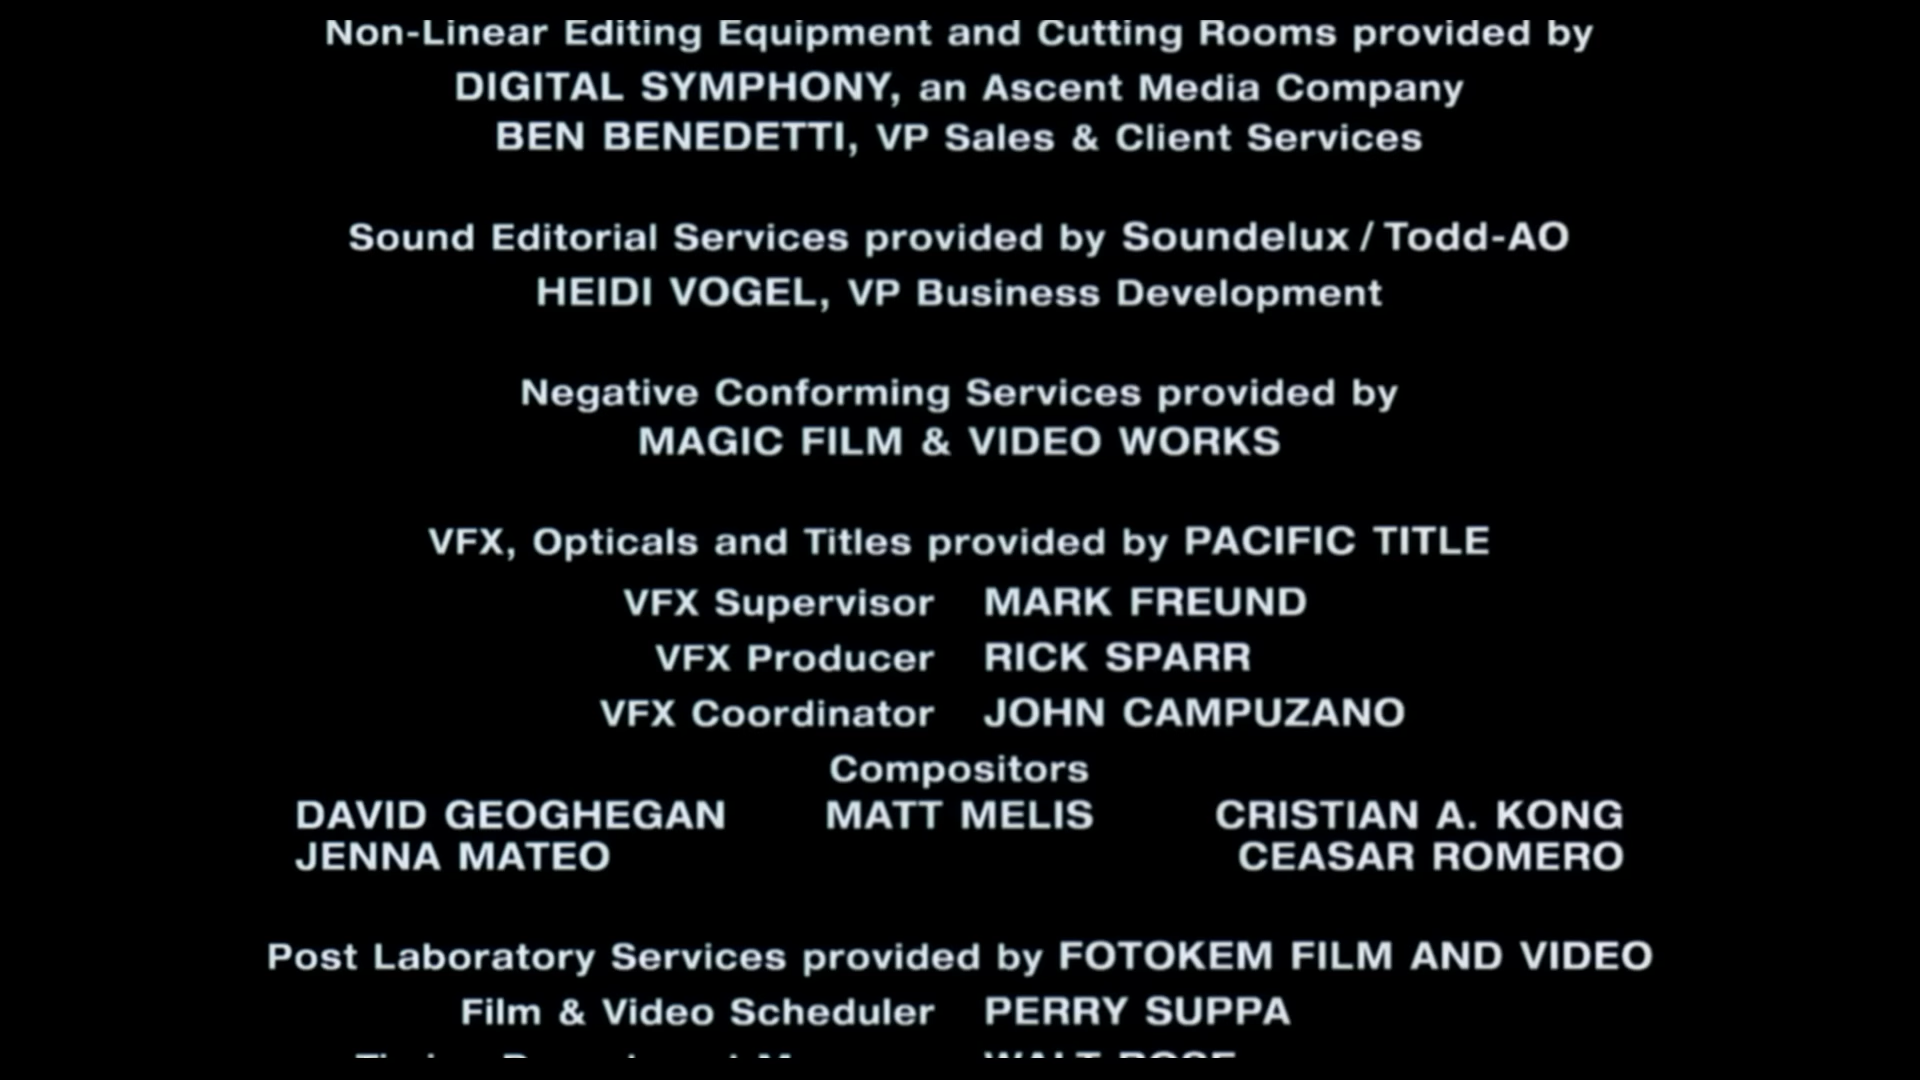 Non-Linear Editing Equipment and Cutting Rooms provided by
DIGITAL SYMPHONY, an Ascent Media Company
BEN BENEDETTI, VP Sales & Client Services
Sound Editorial Services provided by Soundelux / Todd-AO
HEIDI VOGEL, VP Business Development
Negative Conforming Services provided by
MAGIC FILM & VIDEO WORKS
VFX, Opticals and Titles provided by PACIFIC TITLE
VFX Supervisor MARK FREUND
VFX Producer RICK SPARR
VFX Coordinator JOHN CAMPUZANO
Compositors
DAVID GEOGHEGAN MATT MELIS CRISTIAN A. KONG
JENNA MATEO CEASAR ROMERO
Post Laboratory Services provided by FOTOKEM FILM AND VIDEO
Film & Video Scheduler PERRY SUPPA